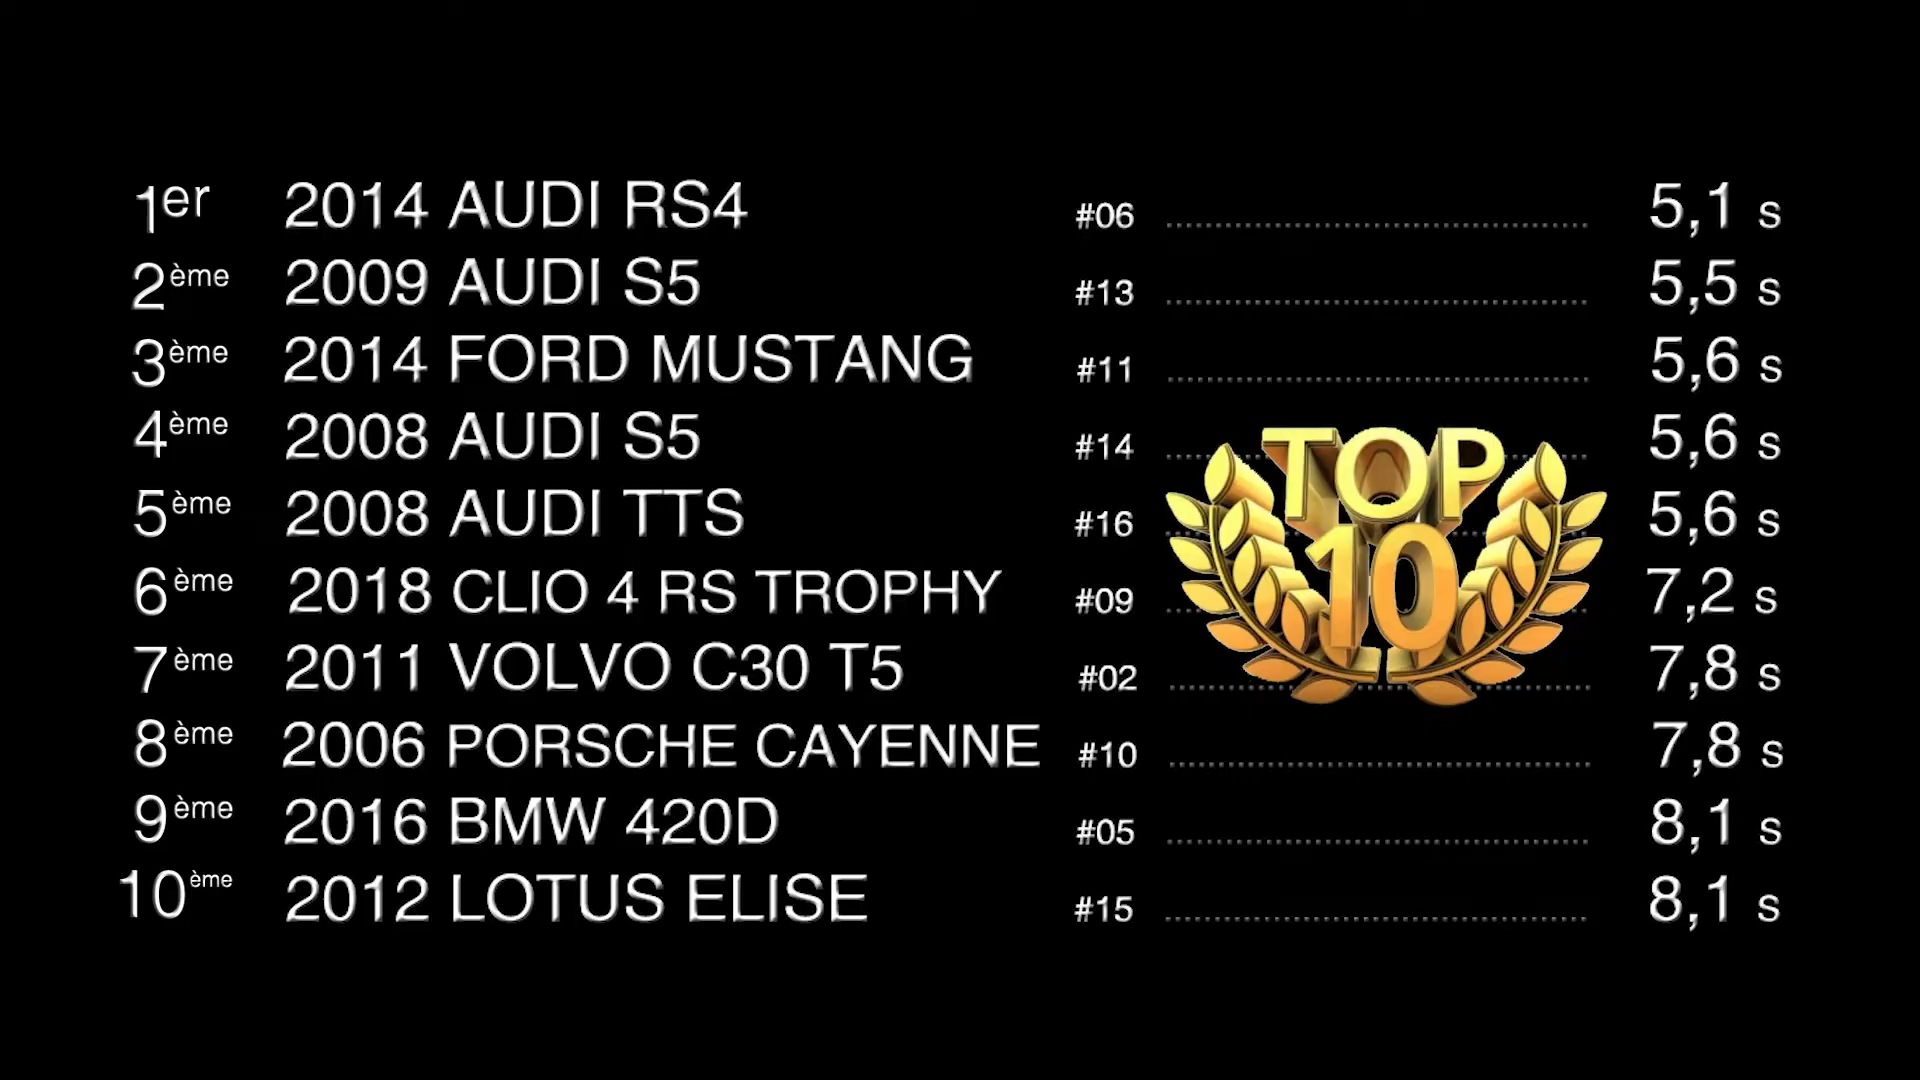 1er 2014 AUDI RS4 #06 ........................................ 5,1 s
2ème 2009 AUDI S5 #13 ........................................ 5,5 s
3ème 2014 FORD MUSTANG #11 ........................................ 5,6 s
4ème 2008 AUDI S5 #14 ........................................ 5,6 s
5ème 2008 AUDI TTS #16 ........................................ 5,6 s
6ème 2018 CLIO 4 RS TROPHY #09 ........................................ 7,2 s
7ème 2011 VOLVO C30 T5 #02 ........................................ 7,8 s
8ème 2006 PORSCHE CAYENNE #10 ........................................ 7,8 s
9ème 2016 BMW 420D #05 ........................................ 8,1 s
10ème 2012 LOTUS ELISE #15 ........................................ 8,1 s
TOP
10